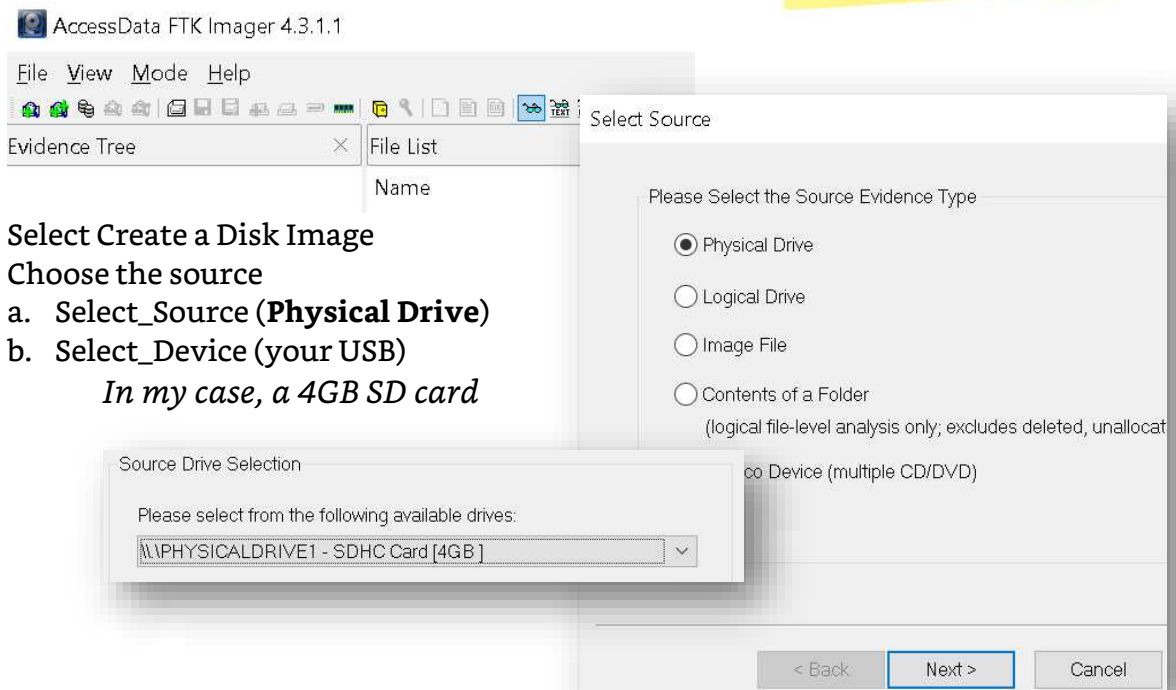 AccessData FTK Imager 4.3.1.1
File View Mode Help
TEXT
Evidence Tree
File List
Name
Select Create a Disk Image
Choose the source
a. Select_Source (Physical Drive)
b. Select_Device (your USB)
In my case, a 4GB SD card
Source Drive Selection
Please select from the following available drives:
\\.\PHYSICALDRIVE1 - SDHC Card [4GB ]
Select Source
Please Select the Source Evidence Type
Physical Drive
Logical Drive
Image File
Contents of a Folder
(logical file-level analysis only; excludes deleted, unallocat
co Device (multiple CD/DVD)
< Back Next > Cancel